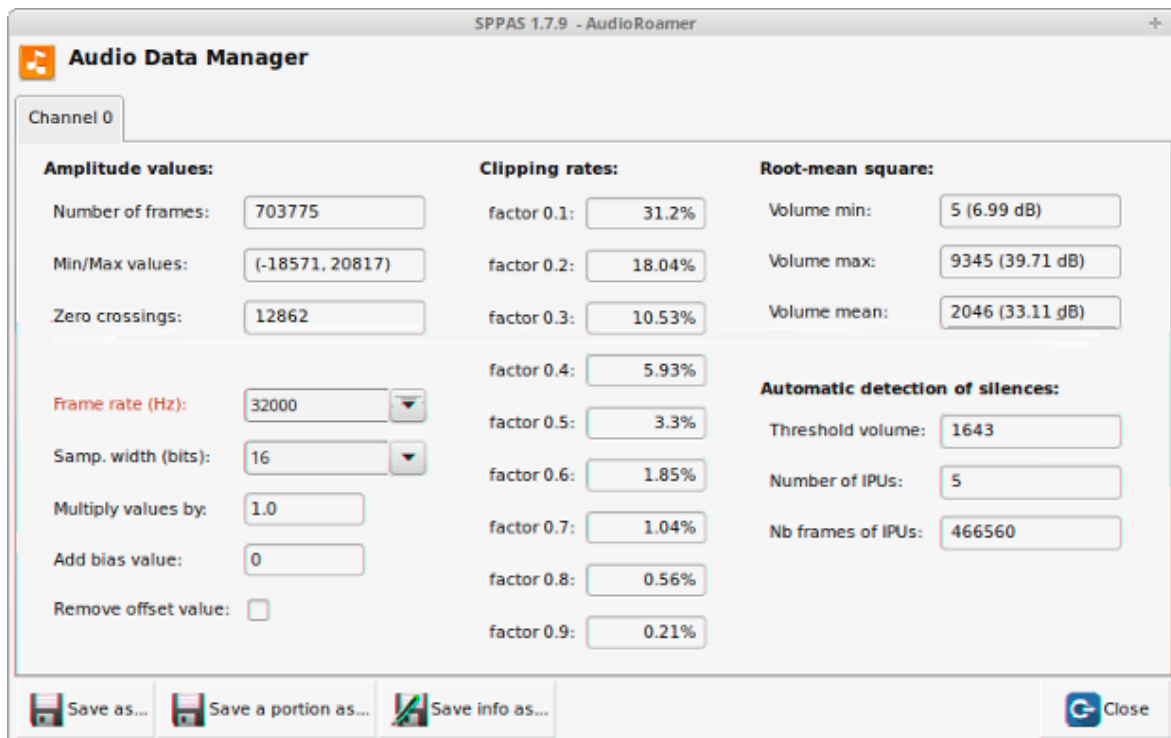 SPPAS 1.7.9 - AudioRoamer
Audio Data Manager
Channel 0
Amplitude values:
Number of frames: 703775
Min/Max values: (-18571, 20817)
Zero crossings: 12862
Frame rate (Hz): 32000
Samp. width (bits): 16
Multiply values by: 1.0
Add bias value: 0
Remove offset value:
Clipping rates:
factor 0.1: 31.2%
factor 0.2: 18.04%
factor 0.3: 10.53%
factor 0.4: 5.93%
factor 0.5: 3.3%
factor 0.6: 1.85%
factor 0.7: 1.04%
factor 0.8: 0.56%
factor 0.9: 0.21%
Root-mean square:
Volume min: 5 (6.99 dB)
Volume max: 9345 (39.71 dB)
Volume mean: 2046 (33.11 dB)
Automatic detection of silences:
Threshold volume: 1643
Number of IPUs: 5
Nb frames of IPUs: 466560
Save as... Save a portion as... Save info as... Close